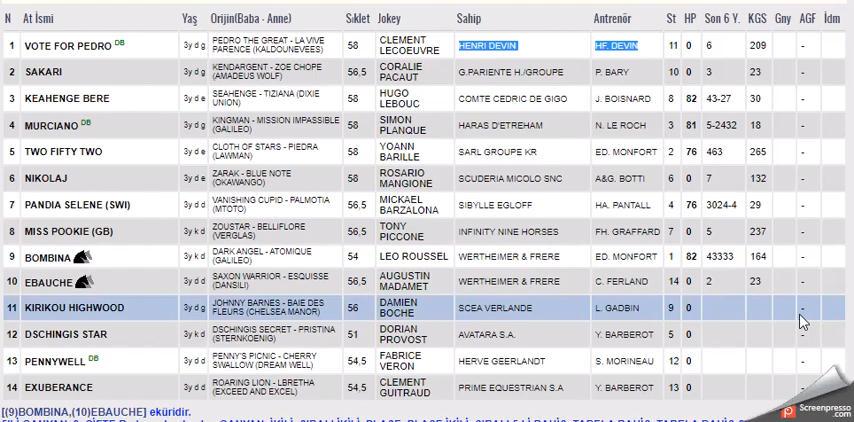 N At İsmi Yaş Orijin(Baba - Anne) Sıklet Jokey Sahip Antrenör St HP Son 6 Y. KGS Gny AGF İdm
1 VOTE FOR PEDRO DB 3y d g PEDRO THE GREAT - LA VIVE PARENCE (KALDOUNEVEES) 58 CLEMENT LECOEUVRE HENRI DEVIN HF. DEVIN 11 0 6 209 -
2 SAKARI 3y d g KENDARGENT - ZOE CHOPE (AMADEUS WOLF) 56,5 CORALIE PACAUT G.PARIENTE H./GROUPE P. BARY 10 0 3 23 -
3 KEAHENGE BERE 3y d e SEAHENGE - TIZIANA (DIXIE UNION) 58 HUGO LEBOUC COMTE CEDRIC DE GIGO J. BOISNARD 8 82 43-27 30 -
4 MURCIANO DB 3y d g KINGMAN - MISSION IMPASSIBLE (GALILEO) 58 SIMON PLANQUE HARAS D'ETREHAM N. LE ROCH 3 81 5-2432 18 -
5 TWO FIFTY TWO 3y d e CLOTH OF STARS - PIEDRA (LAWMAN) 58 YOANN BARILLE SARL GROUPE KR ED. MONFORT 2 76 463 265 -
6 NIKOLAJ 3y d e ZARAK - BLUE NOTE (OKAWANGO) 58 ROSARIO MANGIONE SCUDERIA MICOLO SNC A&G. BOTTI 6 0 7 132 -
7 PANDIA SELENE (SWI) 3y d d VANISHING CUPID - PALMOTIA (MTOTO) 56,5 MICKAEL BARZALONA SIBYLLE EGLOFF HA. PANTALL 4 76 3024-4 29 -
8 MISS POOKIE (GB) 3y k d ZOUSTAR - BELLIFLORE (VERGLAS) 56,5 TONY PICCONE INFINITY NINE HORSES FH. GRAFFARD 7 0 5 237 -
9 BOMBINA 3y k d DARK ANGEL - ATOMIQUE (GALILEO) 54 LEO ROUSSEL WERTHEIMER & FRERE ED. MONFORT 1 82 43333 164 -
10 EBAUCHE 3y d d SAXON WARRIOR - ESQUISSE (DANSILI) 56,5 AUGUSTIN MADAMET WERTHEIMER & FRERE C. FERLAND 14 0 2 23 -
11 KIRIKOU HIGHWOOD 3y d g JOHNNY BARNES - BAIE DES FLEURS (CHELSEA MANOR) 56 DAMIEN BOCHE SCEA VERLANDE L. GADBIN 9 0 -
12 DSCHINGIS STAR 3y k d DSCHINGIS SECRET - PRISTINA (STERNKOENIG) 51 DORIAN PROVOST AVATARA S.A. Y. BARBEROT 5 0 -
13 PENNYWELL DB 3y d d PENNY'S PICNIC - CHERRY SWALLOW (DREAM WELL) 54,5 FABRICE VERON HERVE GEERLANDT S. MORINEAU 12 0 -
14 EXUBERANCE 3y d d ROARING LION - LBRETHA (EXCEED AND EXCEL) 54,5 CLEMENT GUITRAUD PRIME EQUESTRIAN S.A Y. BARBEROT 13 0 -
[(9)BOMBINA,(10)EBAUCHE] eküridir.
Screenpresso
.com